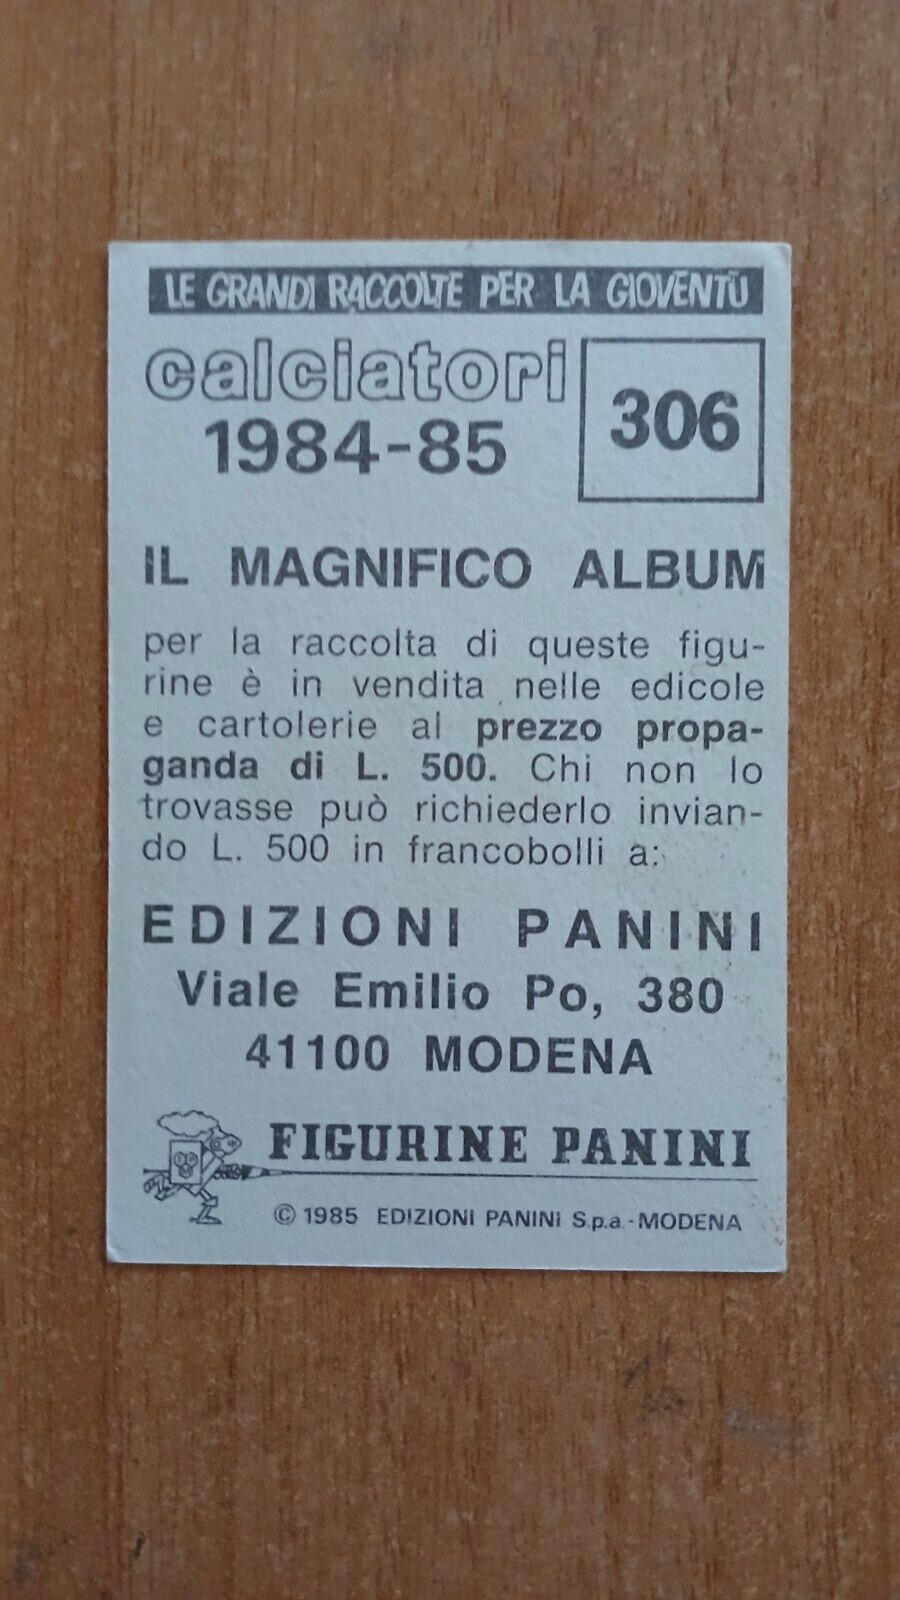 LE GRANDI RACCOLTE PER LA GIOVENTÙ
calciatori
1984-85
306
IL MAGNIFICO ALBUM
per la raccolta di queste figu-
rine è in vendita nelle edicole
e cartolerie al prezzo propa-
ganda di L. 500. Chi non lo
trovasse può richiederlo invian-
do L. 500 in francobolli a:
EDIZIONI PANINI
Viale Emilio Po, 380
41100 MODENA
FIGURINE PANINI
© 1985 EDIZIONI PANINI S.p.a.-MODENA